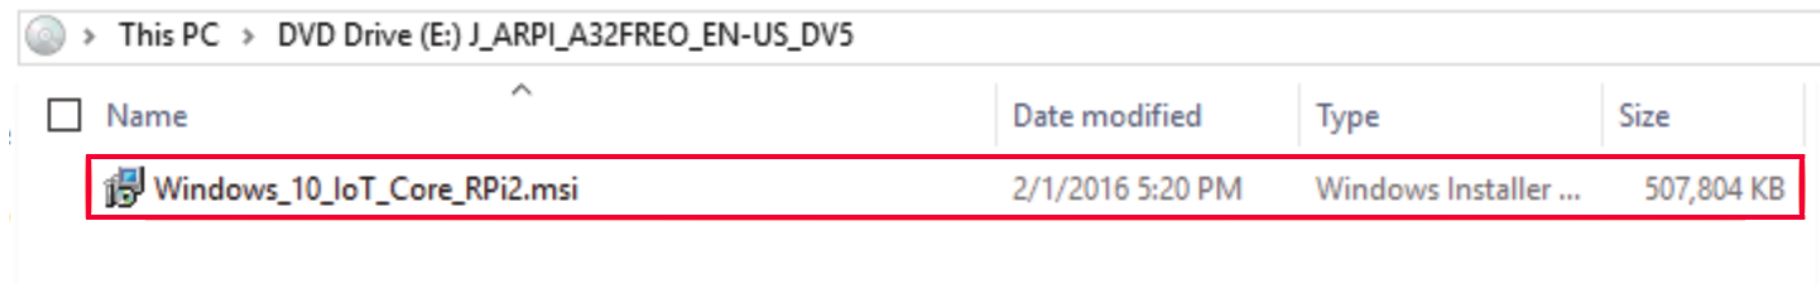 This PC > DVD Drive (E:) J_ARPI_A32FREO_EN-US_DV5
Name Date modified Type Size
Windows_10_IoT_Core_RPi2.msi 2/1/2016 5:20 PM Windows Installer ... 507,804 KB